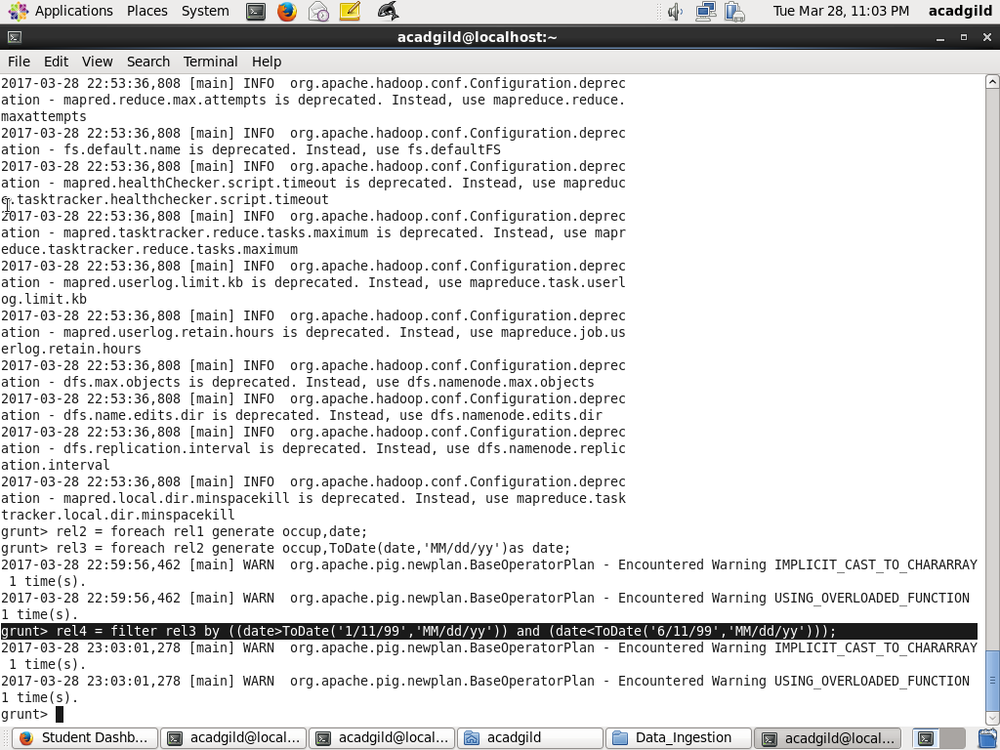 Applications Places System Tue Mar 28, 11:03 PM acadgild
acadgild@localhost:~
File Edit View Search Terminal Help
2017-03-28 22:53:36,808 [main] INFO  org.apache.hadoop.conf.Configuration.deprec
ation - mapred.reduce.max.attempts is deprecated. Instead, use mapreduce.reduce.
maxattempts
2017-03-28 22:53:36,808 [main] INFO  org.apache.hadoop.conf.Configuration.deprec
ation - fs.default.name is deprecated. Instead, use fs.defaultFS
2017-03-28 22:53:36,808 [main] INFO  org.apache.hadoop.conf.Configuration.deprec
ation - mapred.healthChecker.script.timeout is deprecated. Instead, use mapreduc
e.tasktracker.healthchecker.script.timeout
2017-03-28 22:53:36,808 [main] INFO  org.apache.hadoop.conf.Configuration.deprec
ation - mapred.tasktracker.reduce.tasks.maximum is deprecated. Instead, use mapr
educe.tasktracker.reduce.tasks.maximum
2017-03-28 22:53:36,808 [main] INFO  org.apache.hadoop.conf.Configuration.deprec
ation - mapred.userlog.limit.kb is deprecated. Instead, use mapreduce.task.userl
og.limit.kb
2017-03-28 22:53:36,808 [main] INFO  org.apache.hadoop.conf.Configuration.deprec
ation - mapred.userlog.retain.hours is deprecated. Instead, use mapreduce.job.us
erlog.retain.hours
2017-03-28 22:53:36,808 [main] INFO  org.apache.hadoop.conf.Configuration.deprec
ation - dfs.max.objects is deprecated. Instead, use dfs.namenode.max.objects
2017-03-28 22:53:36,808 [main] INFO  org.apache.hadoop.conf.Configuration.deprec
ation - dfs.name.edits.dir is deprecated. Instead, use dfs.namenode.edits.dir
2017-03-28 22:53:36,808 [main] INFO  org.apache.hadoop.conf.Configuration.deprec
ation - dfs.replication.interval is deprecated. Instead, use dfs.namenode.replic
ation.interval
2017-03-28 22:53:36,808 [main] INFO  org.apache.hadoop.conf.Configuration.deprec
ation - mapred.local.dir.minspacekill is deprecated. Instead, use mapreduce.task
tracker.local.dir.minspacekill
grunt> rel2 = foreach rel1 generate occup,date;
grunt> rel3 = foreach rel2 generate occup,ToDate(date,'MM/dd/yy')as date;
2017-03-28 22:59:56,462 [main] WARN  org.apache.pig.newplan.BaseOperatorPlan - Encountered Warning IMPLICIT_CAST_TO_CHARARRAY
 1 time(s).
2017-03-28 22:59:56,462 [main] WARN  org.apache.pig.newplan.BaseOperatorPlan - Encountered Warning USING_OVERLOADED_FUNCTION
1 time(s).
grunt> rel4 = filter rel3 by ((date>ToDate('1/11/99','MM/dd/yy')) and (date<ToDate('6/11/99','MM/dd/yy')));
2017-03-28 23:03:01,278 [main] WARN  org.apache.pig.newplan.BaseOperatorPlan - Encountered Warning IMPLICIT_CAST_TO_CHARARRAY
 1 time(s).
2017-03-28 23:03:01,278 [main] WARN  org.apache.pig.newplan.BaseOperatorPlan - Encountered Warning USING_OVERLOADED_FUNCTION
1 time(s).
grunt>
Student Dashb... acadgild@local... acadgild@local... acadgild Data_Ingestion acadgild@local...